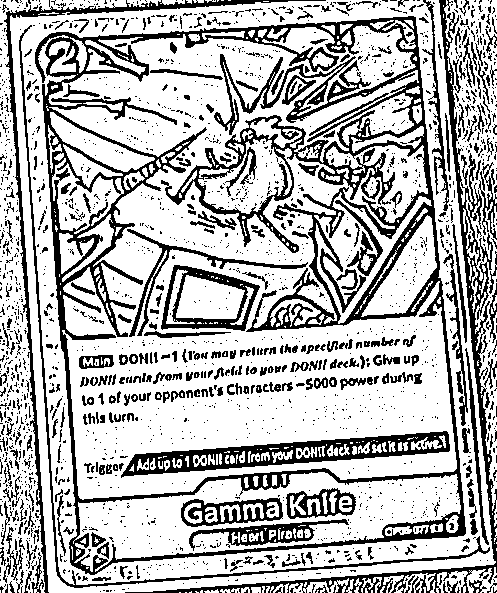 2
Main DON!! −1 (You may return the specified number of
DON!! cards from your field to your DON!! deck.): Give up
to 1 of your opponent's Characters −5000 power during
this turn.
Trigger Add up to 1 DON!! card from your DON!! deck and set it as active.
EVENT
Gamma Knife
Heart Pirates